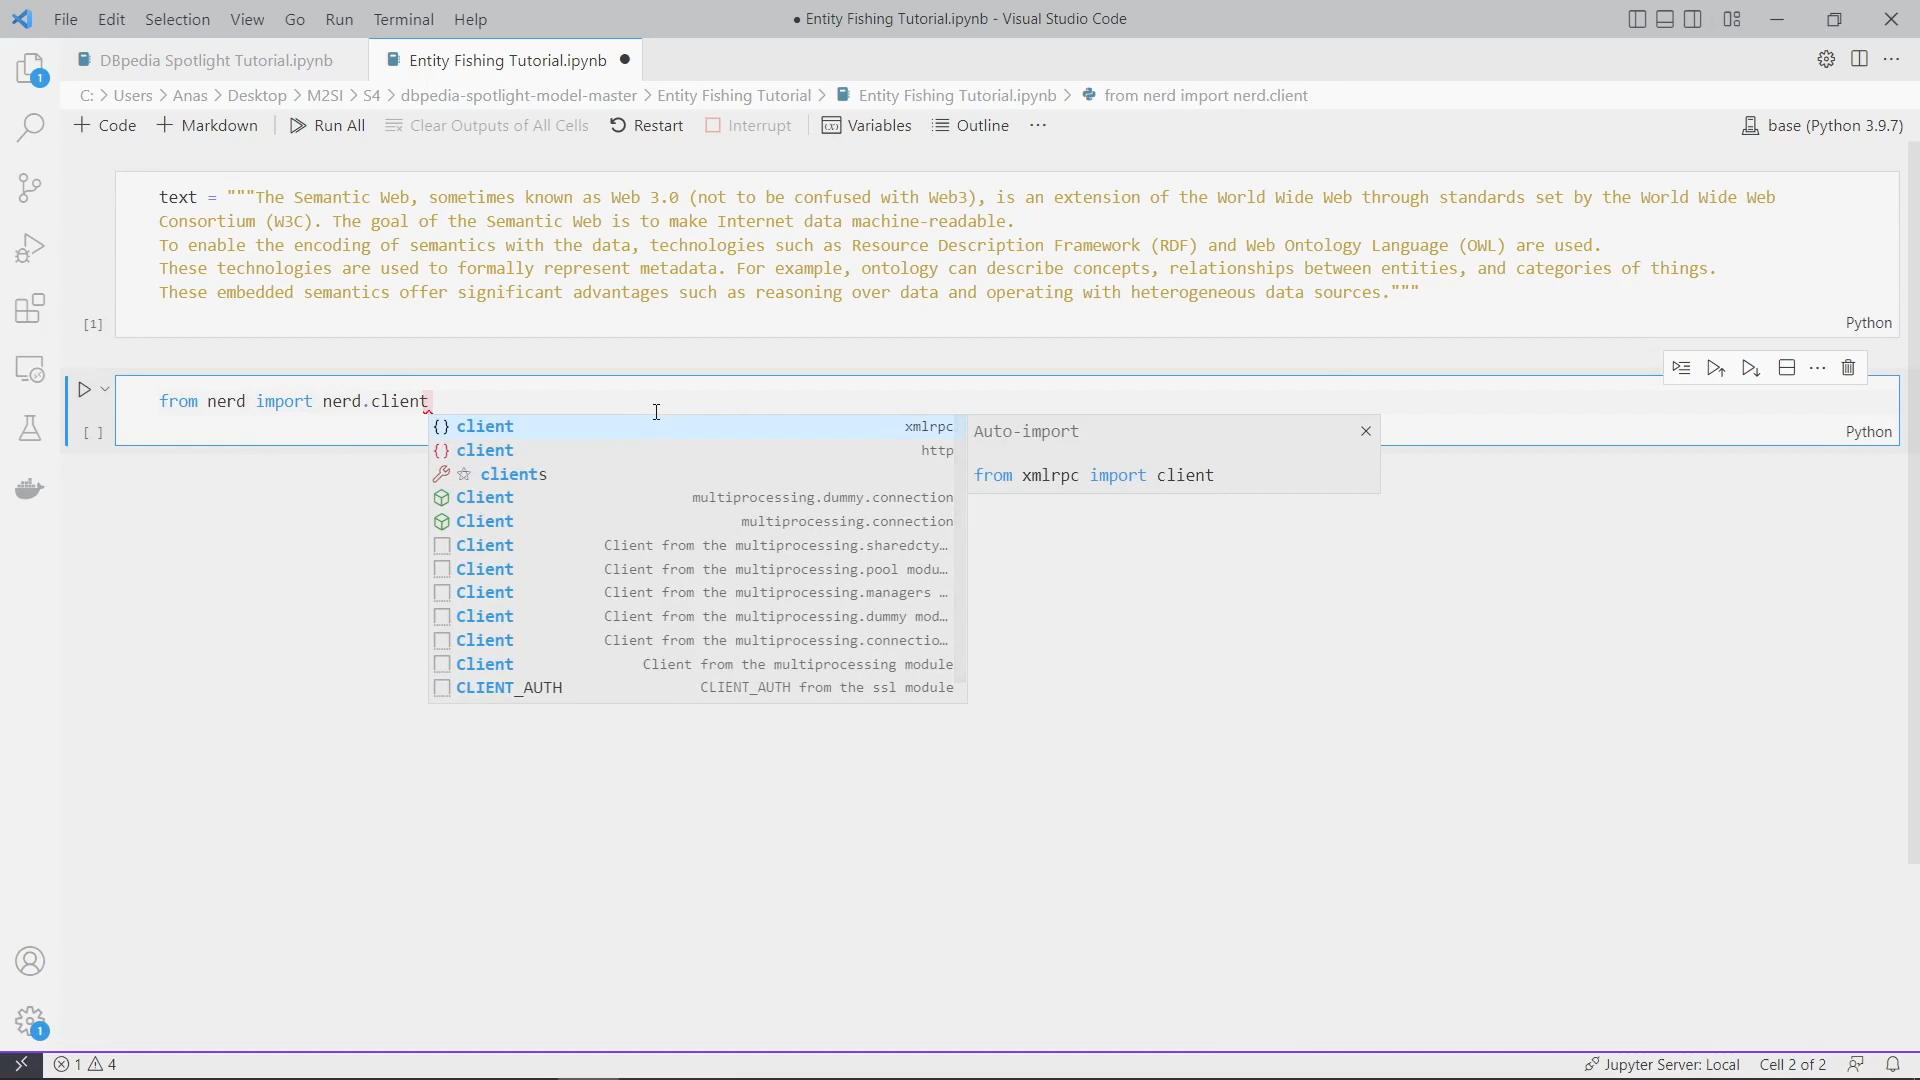 File Edit Selection View Go Run Terminal Help
● Entity Fishing Tutorial.ipynb - Visual Studio Code
DBpedia Spotlight Tutorial.ipynb
Entity Fishing Tutorial.ipynb ●
C: > Users > Anas > Desktop > M2SI > S4 > dbpedia-spotlight-model-master > Entity Fishing Tutorial > Entity Fishing Tutorial.ipynb > from nerd import nerd.client
+ Code + Markdown Run All Clear Outputs of All Cells Restart Interrupt Variables Outline ... base (Python 3.9.7)
text = """The Semantic Web, sometimes known as Web 3.0 (not to be confused with Web3), is an extension of the World Wide Web through standards set by the World Wide Web
Consortium (W3C). The goal of the Semantic Web is to make Internet data machine-readable.
To enable the encoding of semantics with the data, technologies such as Resource Description Framework (RDF) and Web Ontology Language (OWL) are used.
These technologies are used to formally represent metadata. For example, ontology can describe concepts, relationships between entities, and categories of things.
These embedded semantics offer significant advantages such as reasoning over data and operating with heterogeneous data sources."""
[1]
Python
from nerd import nerd.client
[ ]
Python
client xmlrpc
client http
clients
Client multiprocessing.dummy.connection
Client multiprocessing.connection
Client Client from the multiprocessing.sharedcty…
Client Client from the multiprocessing.pool modu…
Client Client from the multiprocessing.managers …
Client Client from the multiprocessing.dummy mod…
Client Client from the multiprocessing.connectio…
Client Client from the multiprocessing module
CLIENT_AUTH CLIENT_AUTH from the ssl module
Auto-import
from xmlrpc import client
1
1
1 4
Jupyter Server: Local Cell 2 of 2